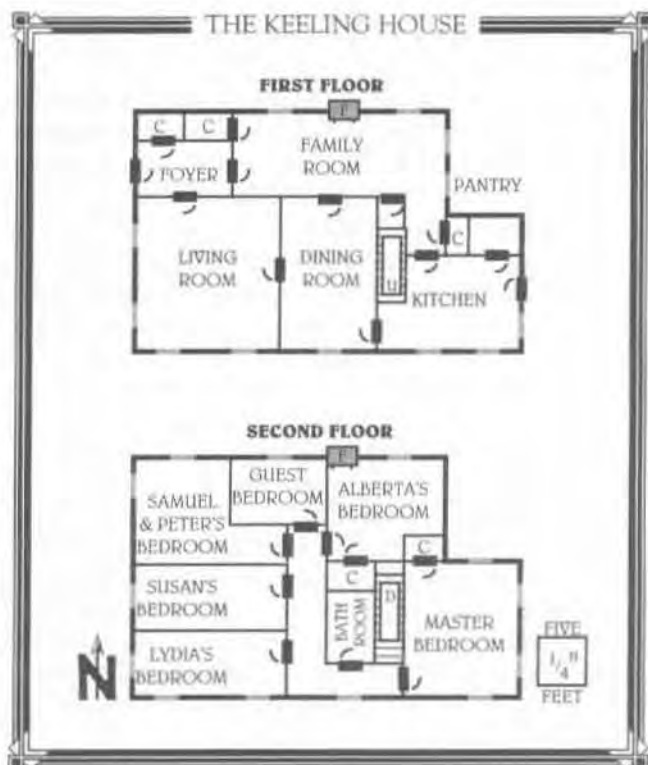 THE KEELING HOUSE
FIRST FLOOR
F
C
C
FAMILY
ROOM
FOYER
PANTRY
C
LIVING
ROOM
DINING
ROOM
U
KITCHEN
SECOND FLOOR
F
GUEST
BEDROOM
ALBERTA'S
BEDROOM
SAMUEL
& PETER'S
BEDROOM
C
C
SUSAN'S
BEDROOM
D
BATH
ROOM
MASTER
BEDROOM
LYDIA'S
BEDROOM
N
FIVE
1/4"
FEET